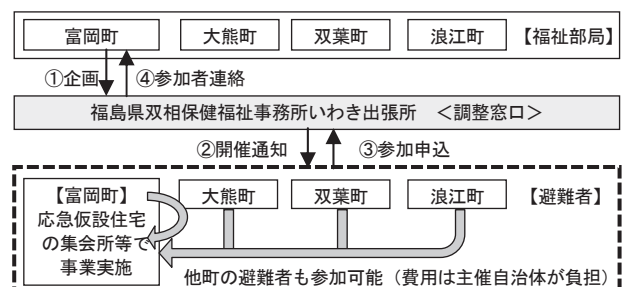 富岡町 大熊町 双葉町 浪江町 【福祉部局】
①企画 ④参加者連絡
福島県双相保健福祉事務所いわき出張所 <調整窓口>
②開催通知 ③参加申込
【富岡町】 大熊町 双葉町 浪江町 【避難者】
応急仮設住宅
の集会所等で
事業実施
他町の避難者も参加可能(費用は主催自治体が負担)